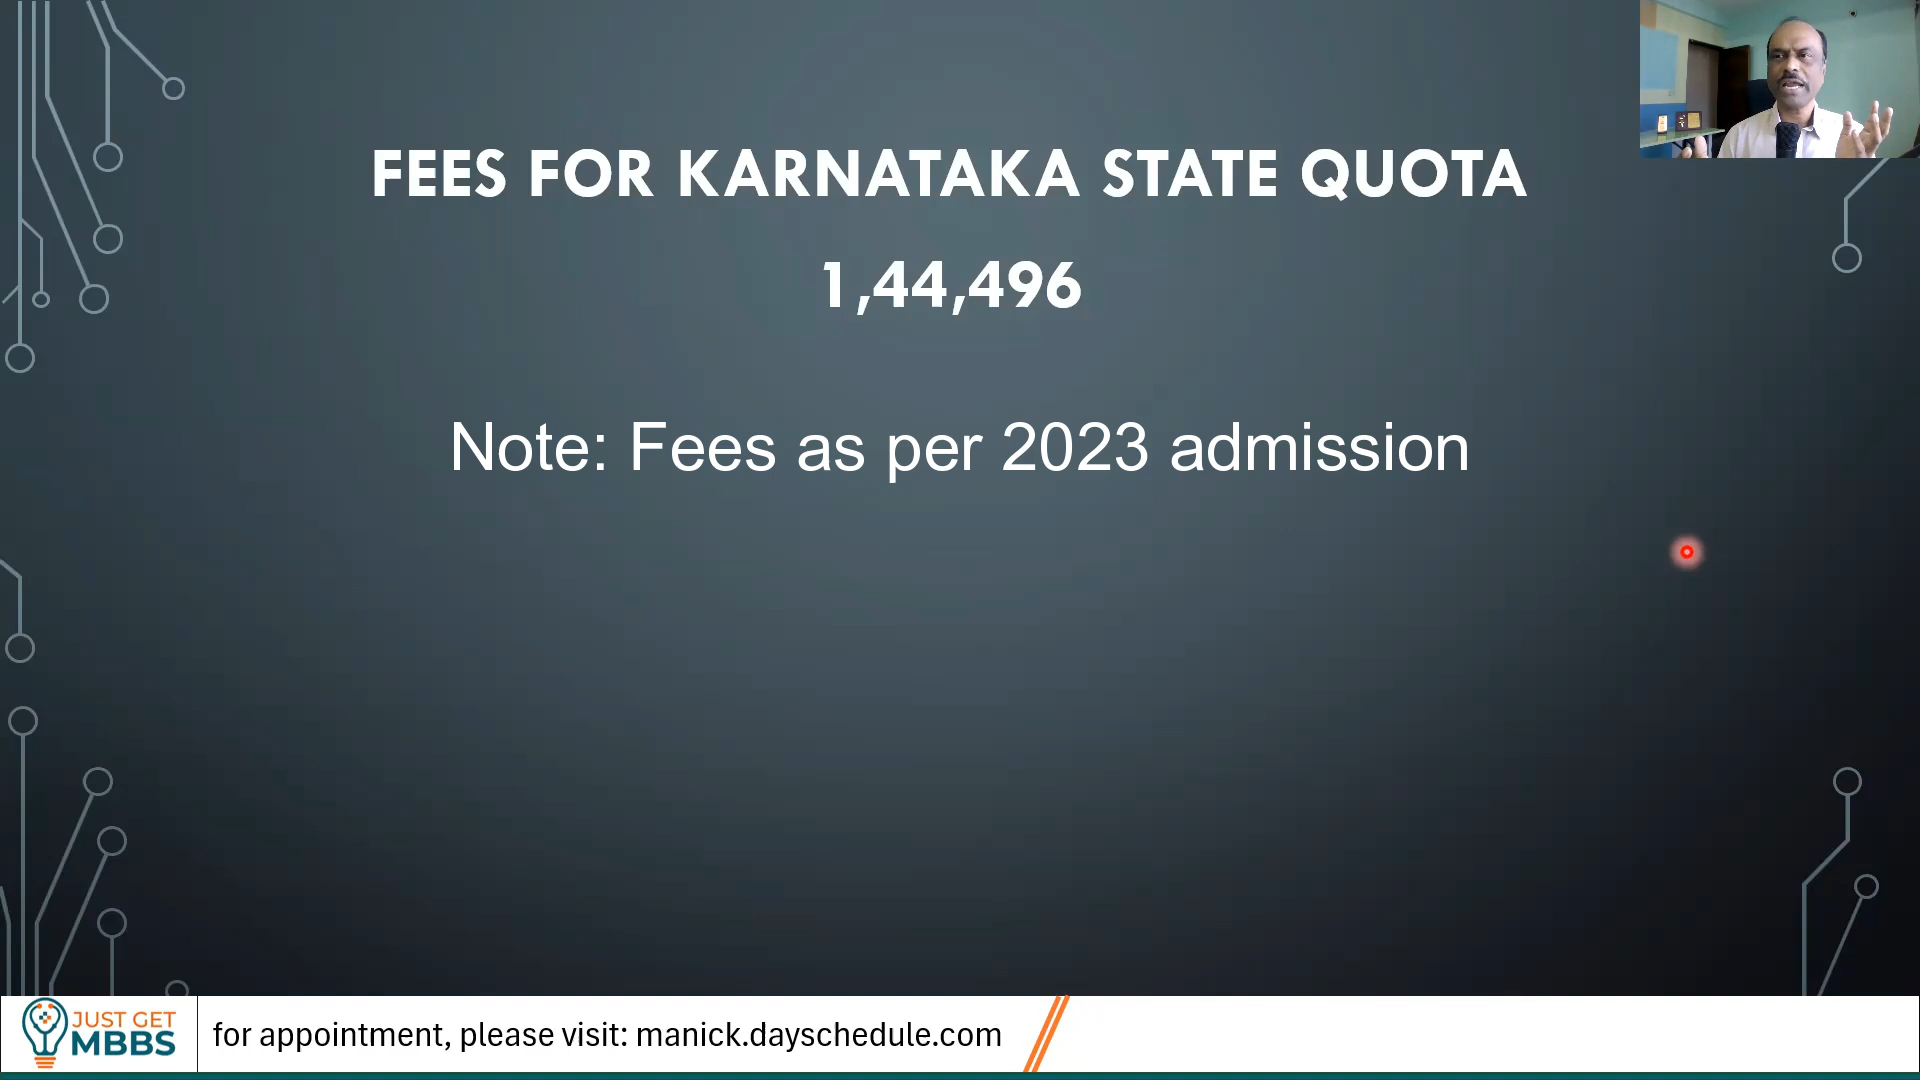 FEES FOR KARNATAKA STATE QUOTA
1,44,496
Note: Fees as per 2023 admission
JUST GET
MBBS
for appointment, please visit: manick.dayschedule.com